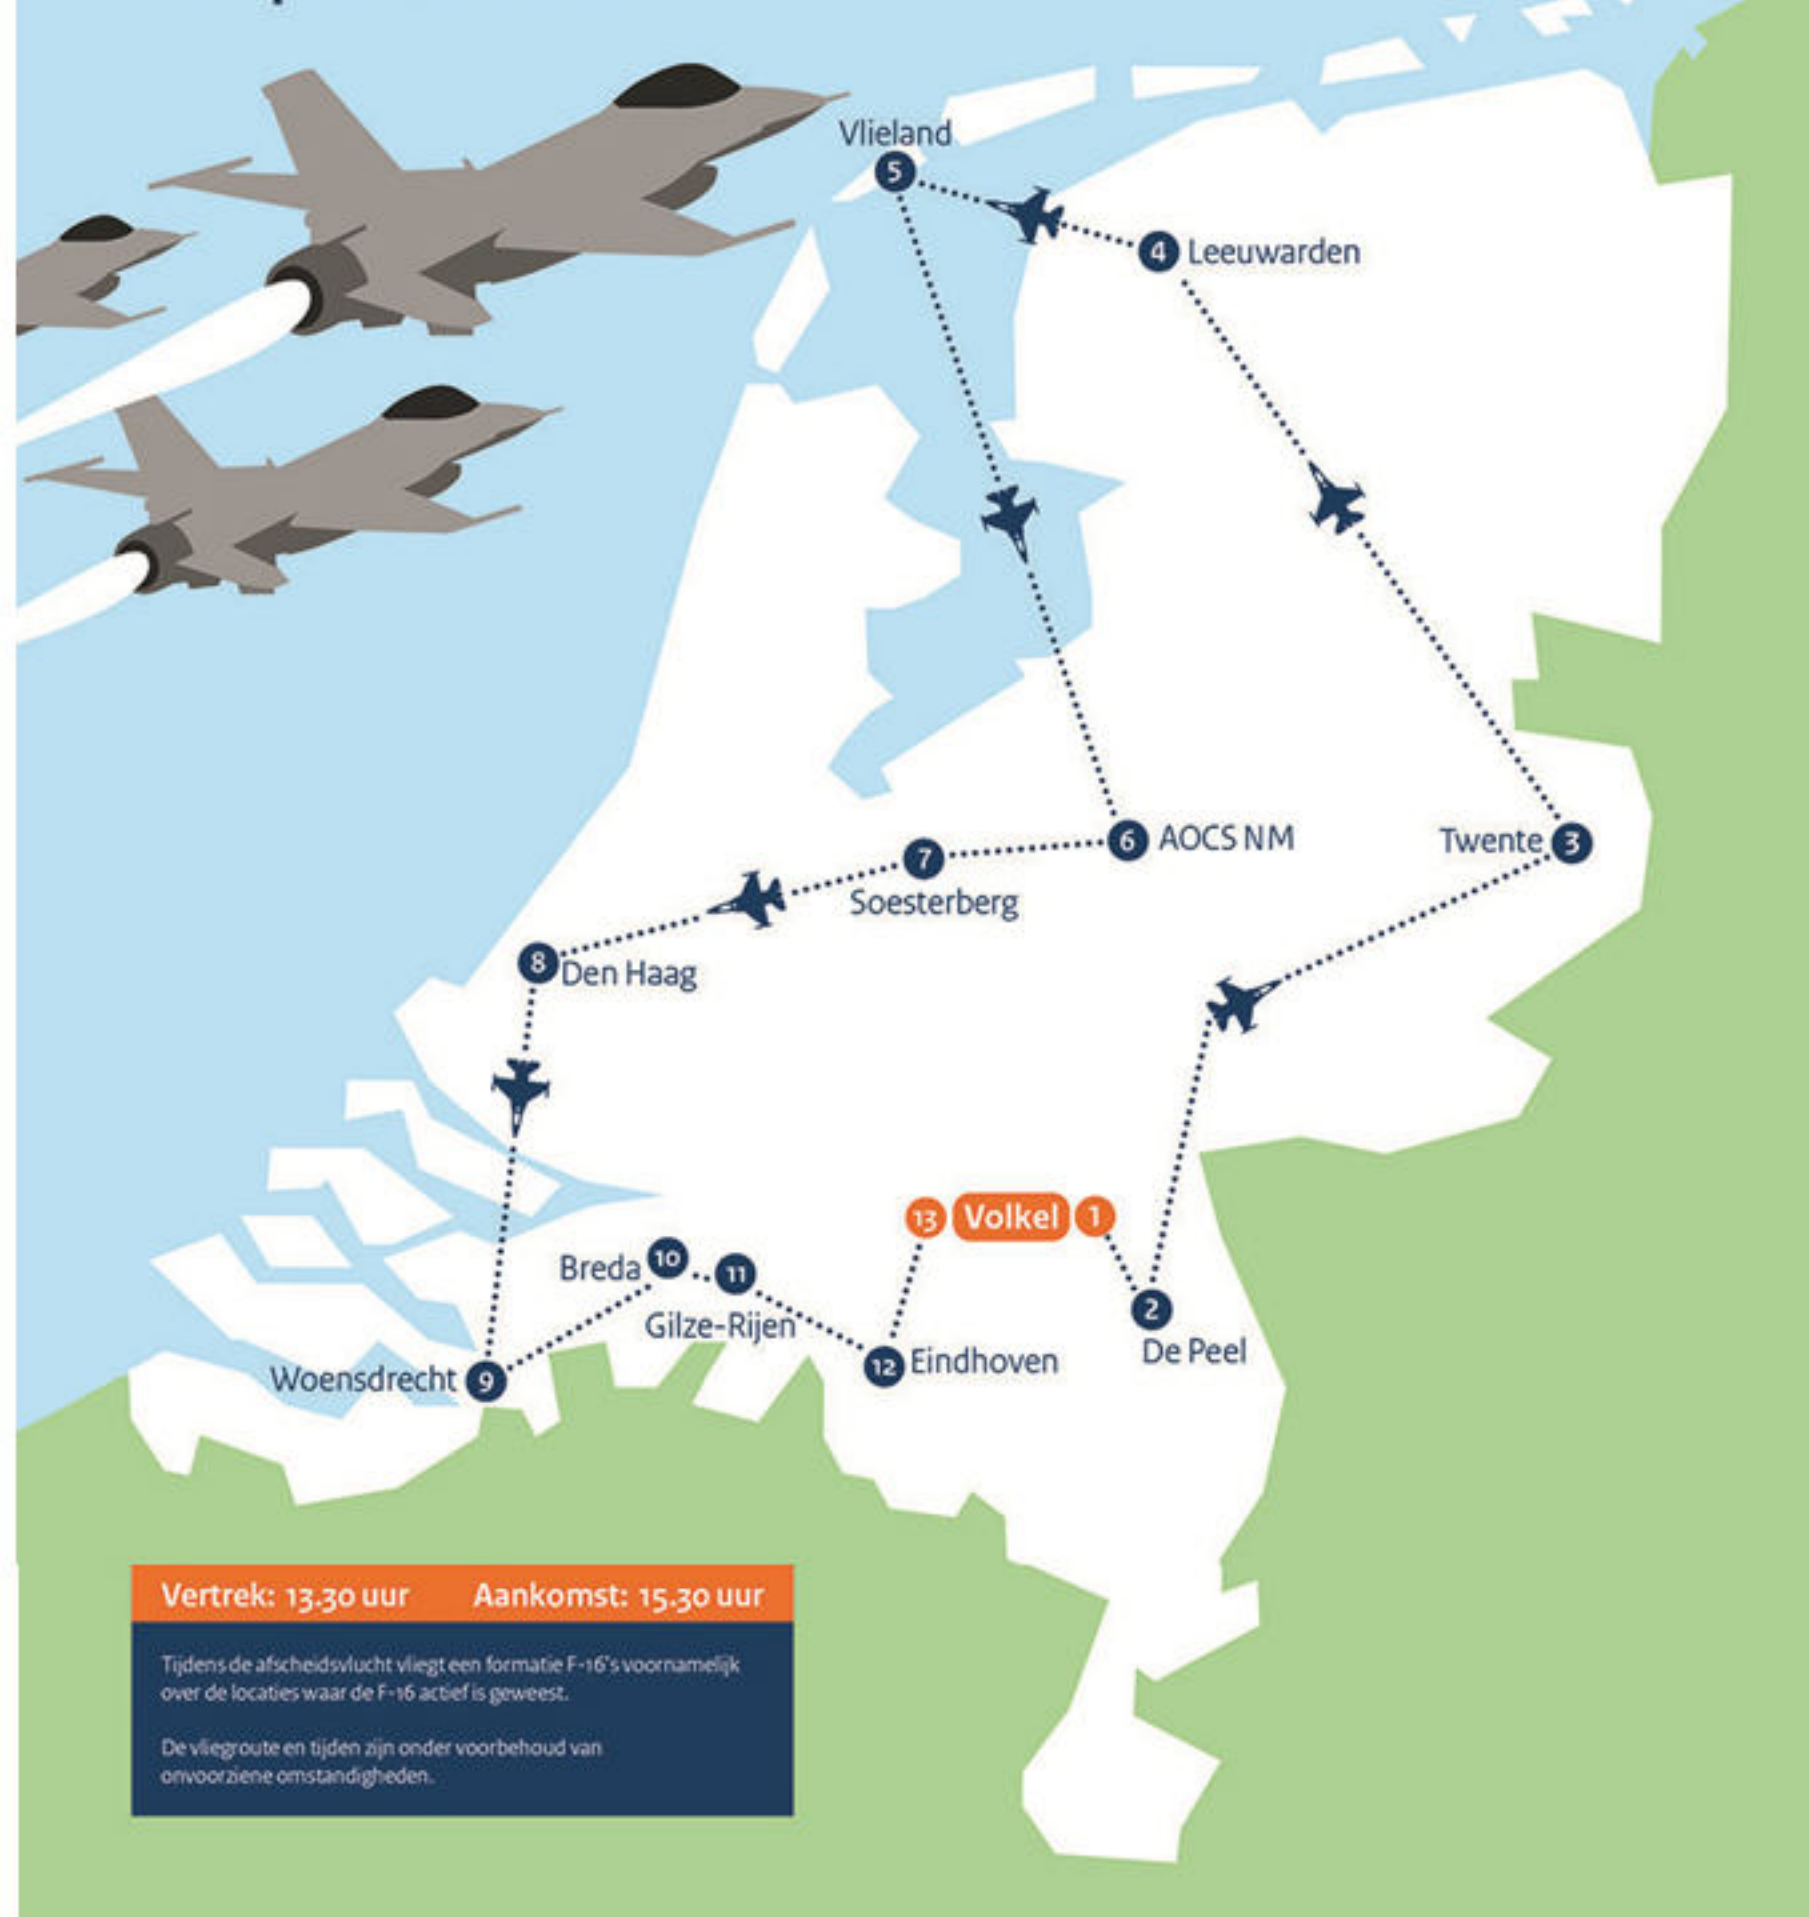 Vlieland
5
4 Leeuwarden
6 AOCS NM
Twente 3
7
Soesterberg
8 Den Haag
13 Volkel 1
Breda 10
11
Gilze-Rijen
2
De Peel
12 Eindhoven
Woensdrecht 9
Vertrek: 13.30 uur Aankomst: 15.30 uur
Tijdens de afscheidsvlucht vliegt een formatie F-16's voornamelijk
over de locaties waar de F-16 actief is geweest.
De vliegroute en tijden zijn onder voorbehoud van
onvoorziene omstandigheden.